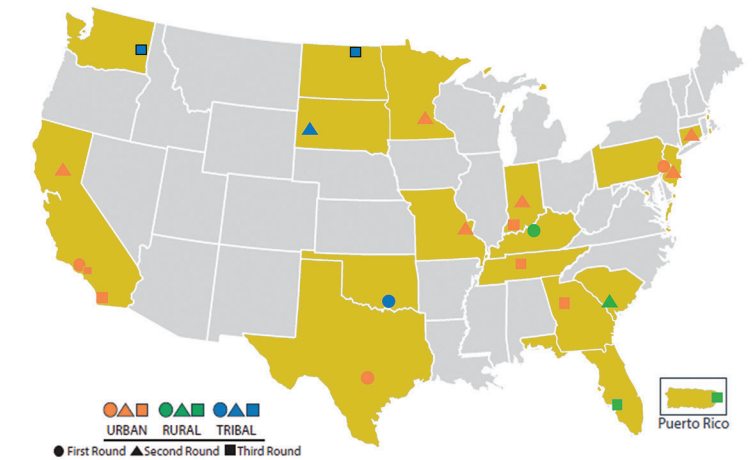 Puerto Rico
URBAN RURAL TRIBAL
First Round Second Round Third Round